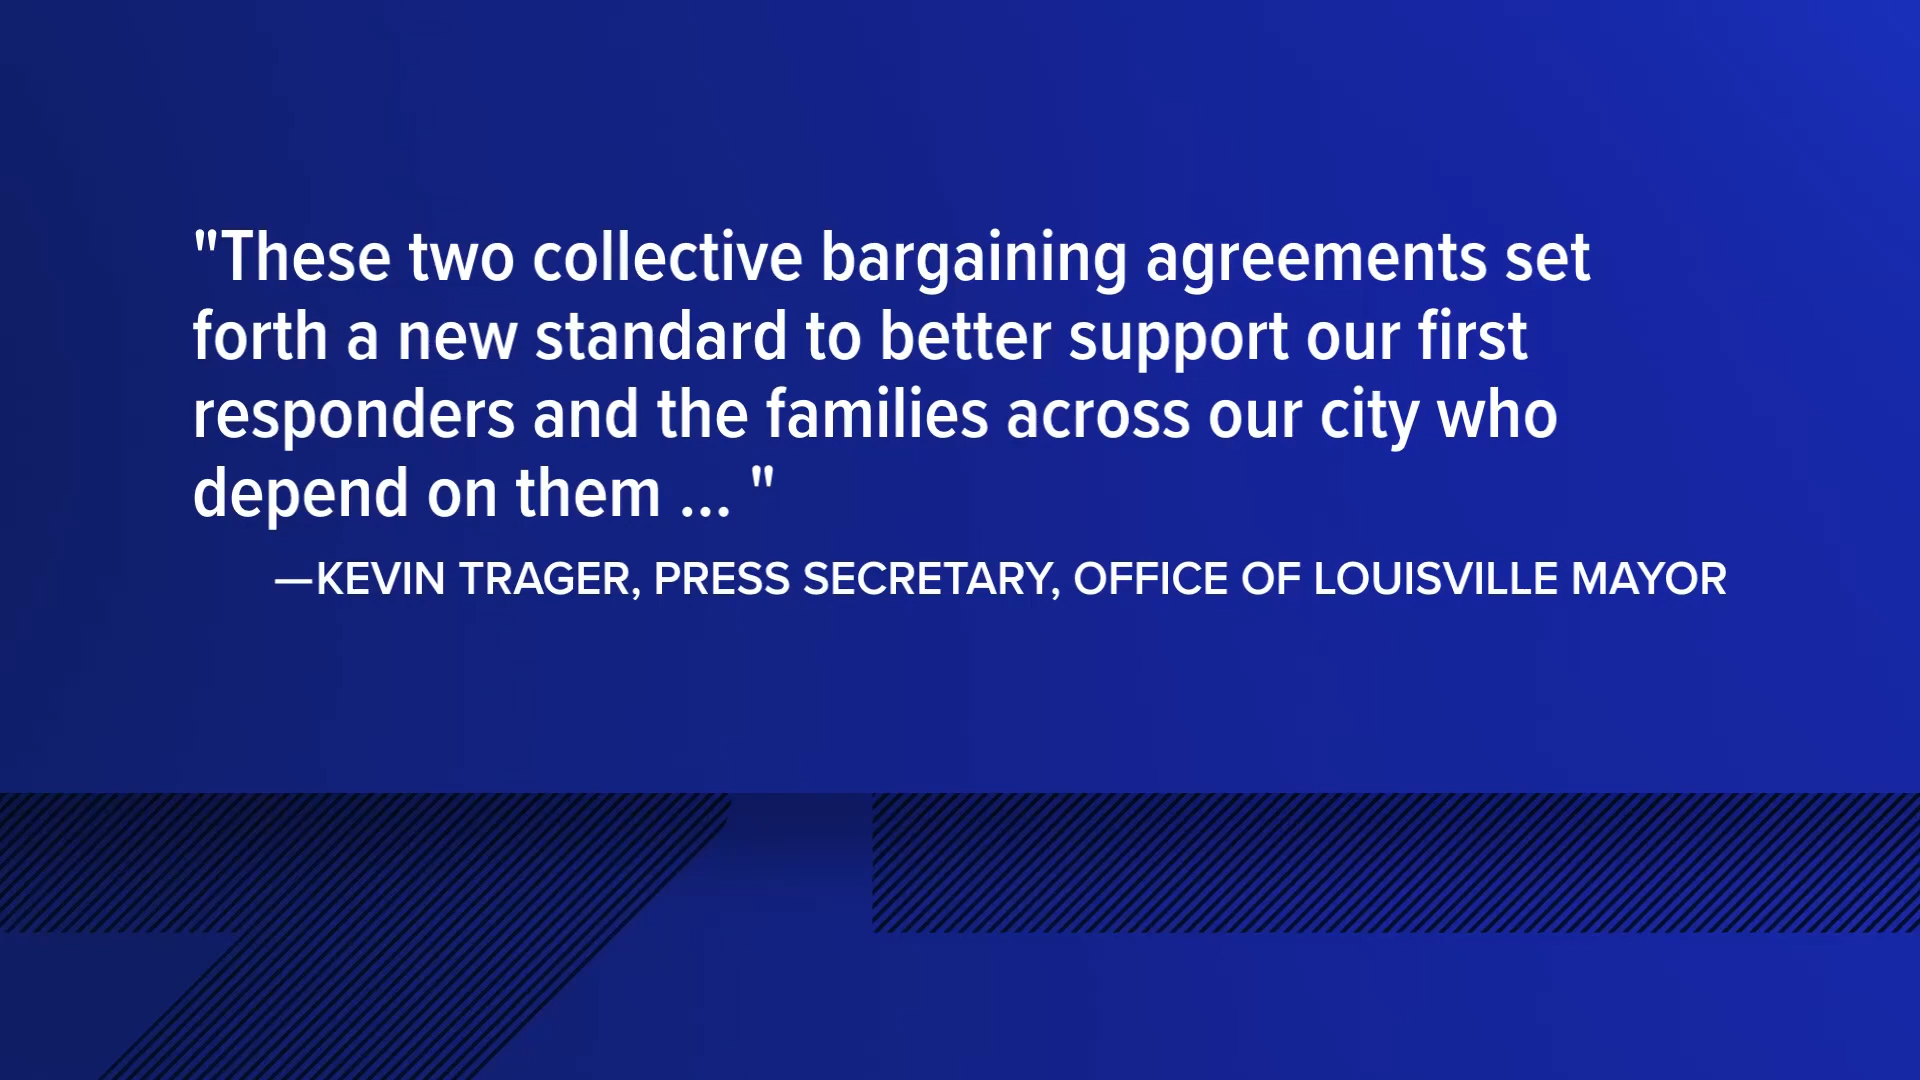 "These two collective bargaining agreements set
forth a new standard to better support our first
responders and the families across our city who
depend on them ... "
—KEVIN TRAGER, PRESS SECRETARY, OFFICE OF LOUISVILLE MAYOR